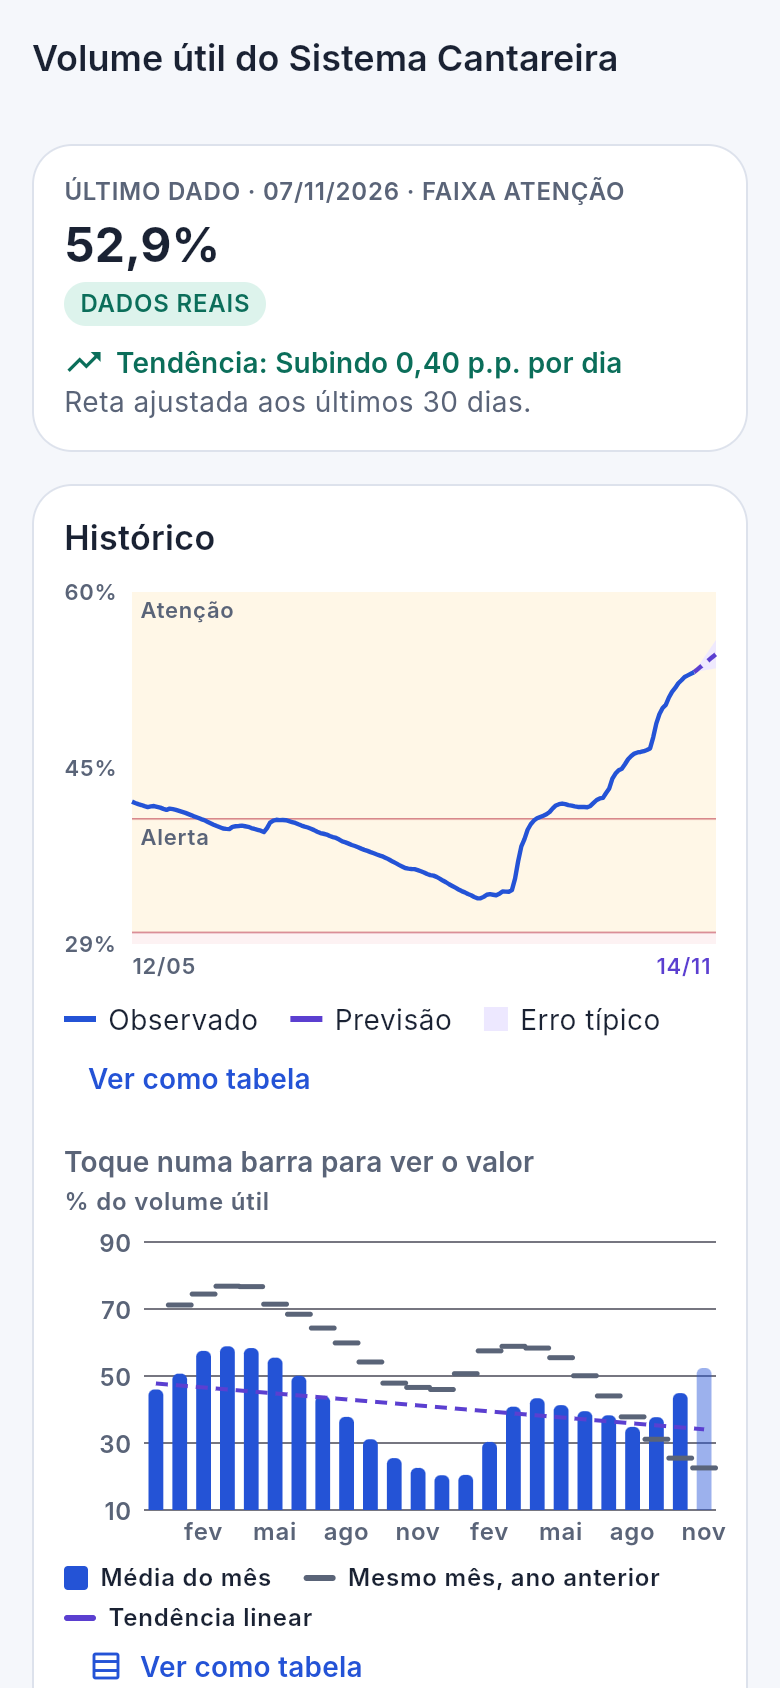 Volume útil do Sistema Cantareira
ÚLTIMO DADO · 07/11/2026 · FAIXA ATENÇÃO
52,9%
DADOS REAIS
Tendência: Subindo 0,40 p.p. por dia
Reta ajustada aos últimos 30 dias.
Histórico
60%
Atenção
45%
Alerta
29%
12/05 14/11
Observado Previsão Erro típico
Ver como tabela
Toque numa barra para ver o valor
% do volume útil
90
70
50
30
10
fev mai ago nov fev mai ago nov
Média do mês Mesmo mês, ano anterior
Tendência linear
Ver como tabela